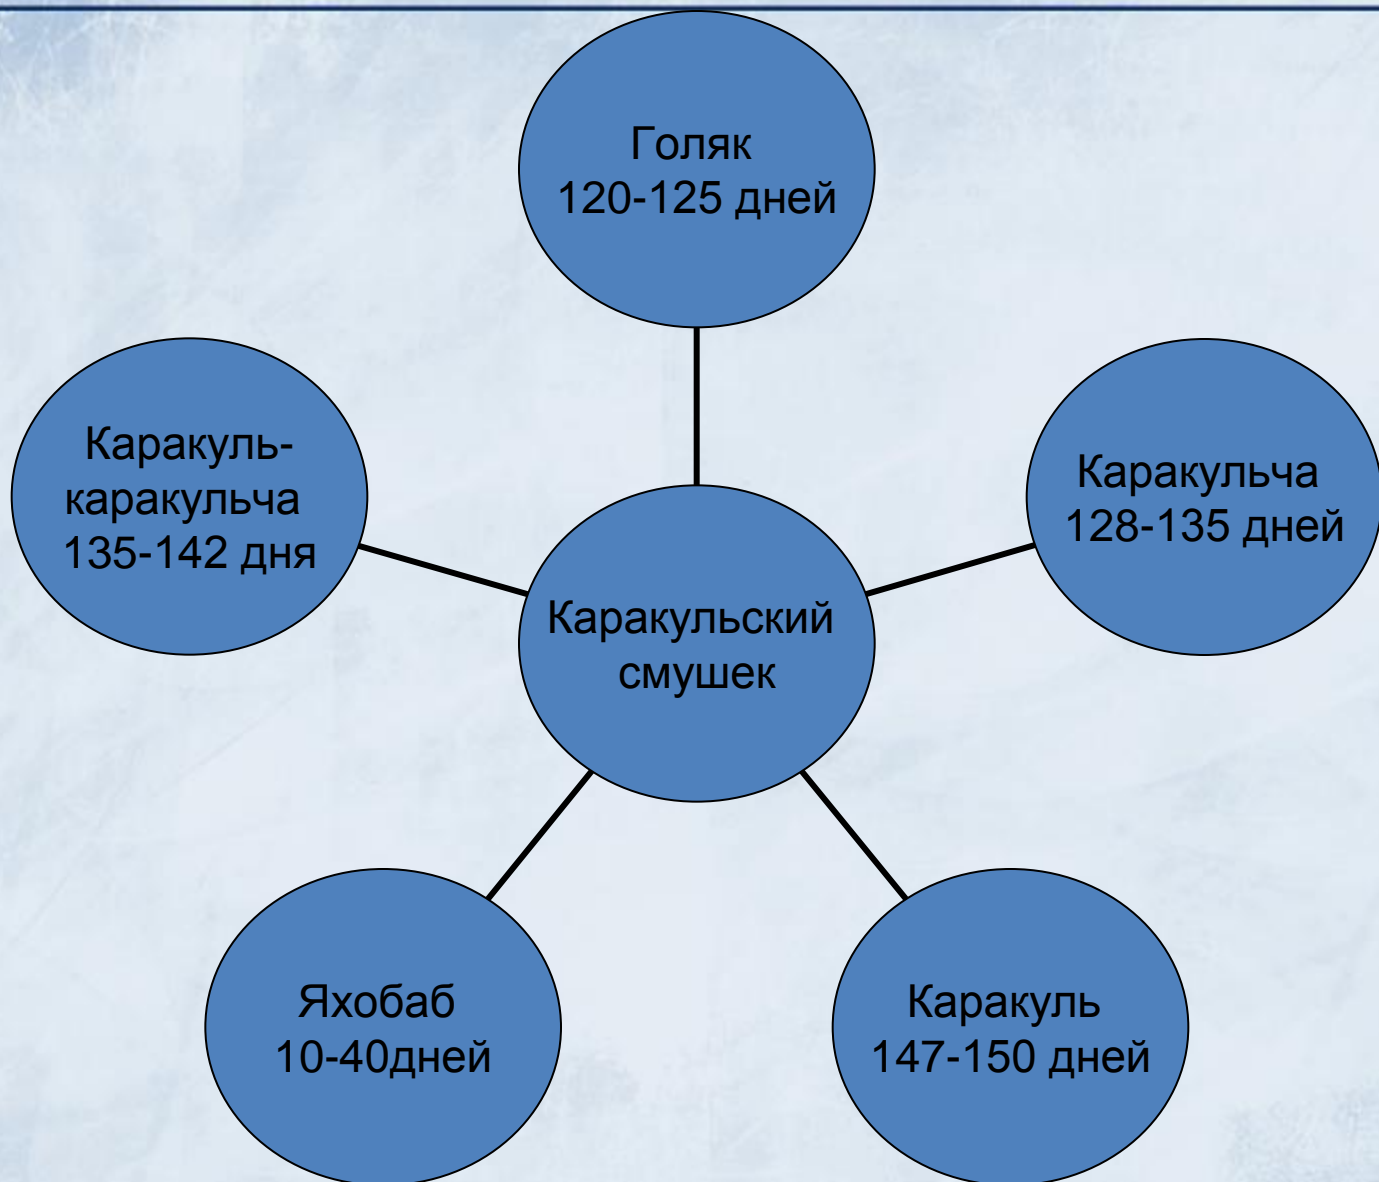 Голяк
120-125 дней
Каракуль-
каракульча
135-142 дня
Каракульча
128-135 дней
Каракульский
смушек
Яхобаб
10-40дней
Каракуль
147-150 дней